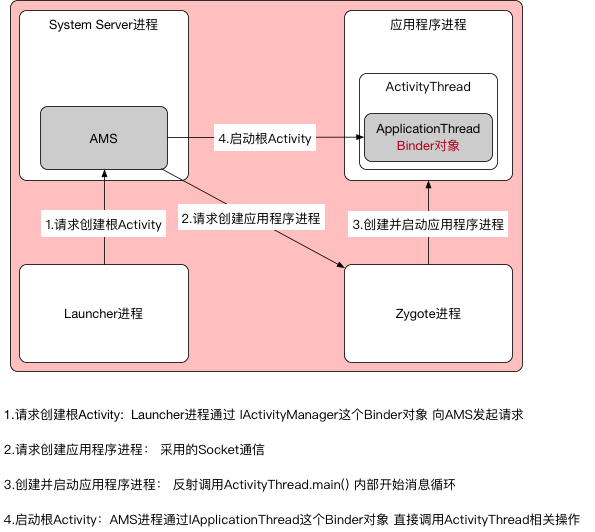 System Server进程
应用程序进程
ActivityThread
AMS
4.启动根Activity
ApplicationThread
Binder对象
1.请求创建根Activity
2.请求创建应用程序进程
3.创建并启动应用程序进程
Launcher进程
Zygote进程
1.请求创建根Activity: Launcher进程通过 IActivityManager这个Binder对象 向AMS发起请求
2.请求创建应用程序进程： 采用的Socket通信
3.创建并启动应用程序进程： 反射调用ActivityThread.main() 内部开始消息循环
4.启动根Activity：AMS进程通过IApplicationThread这个Binder对象 直接调用ActivityThread相关操作